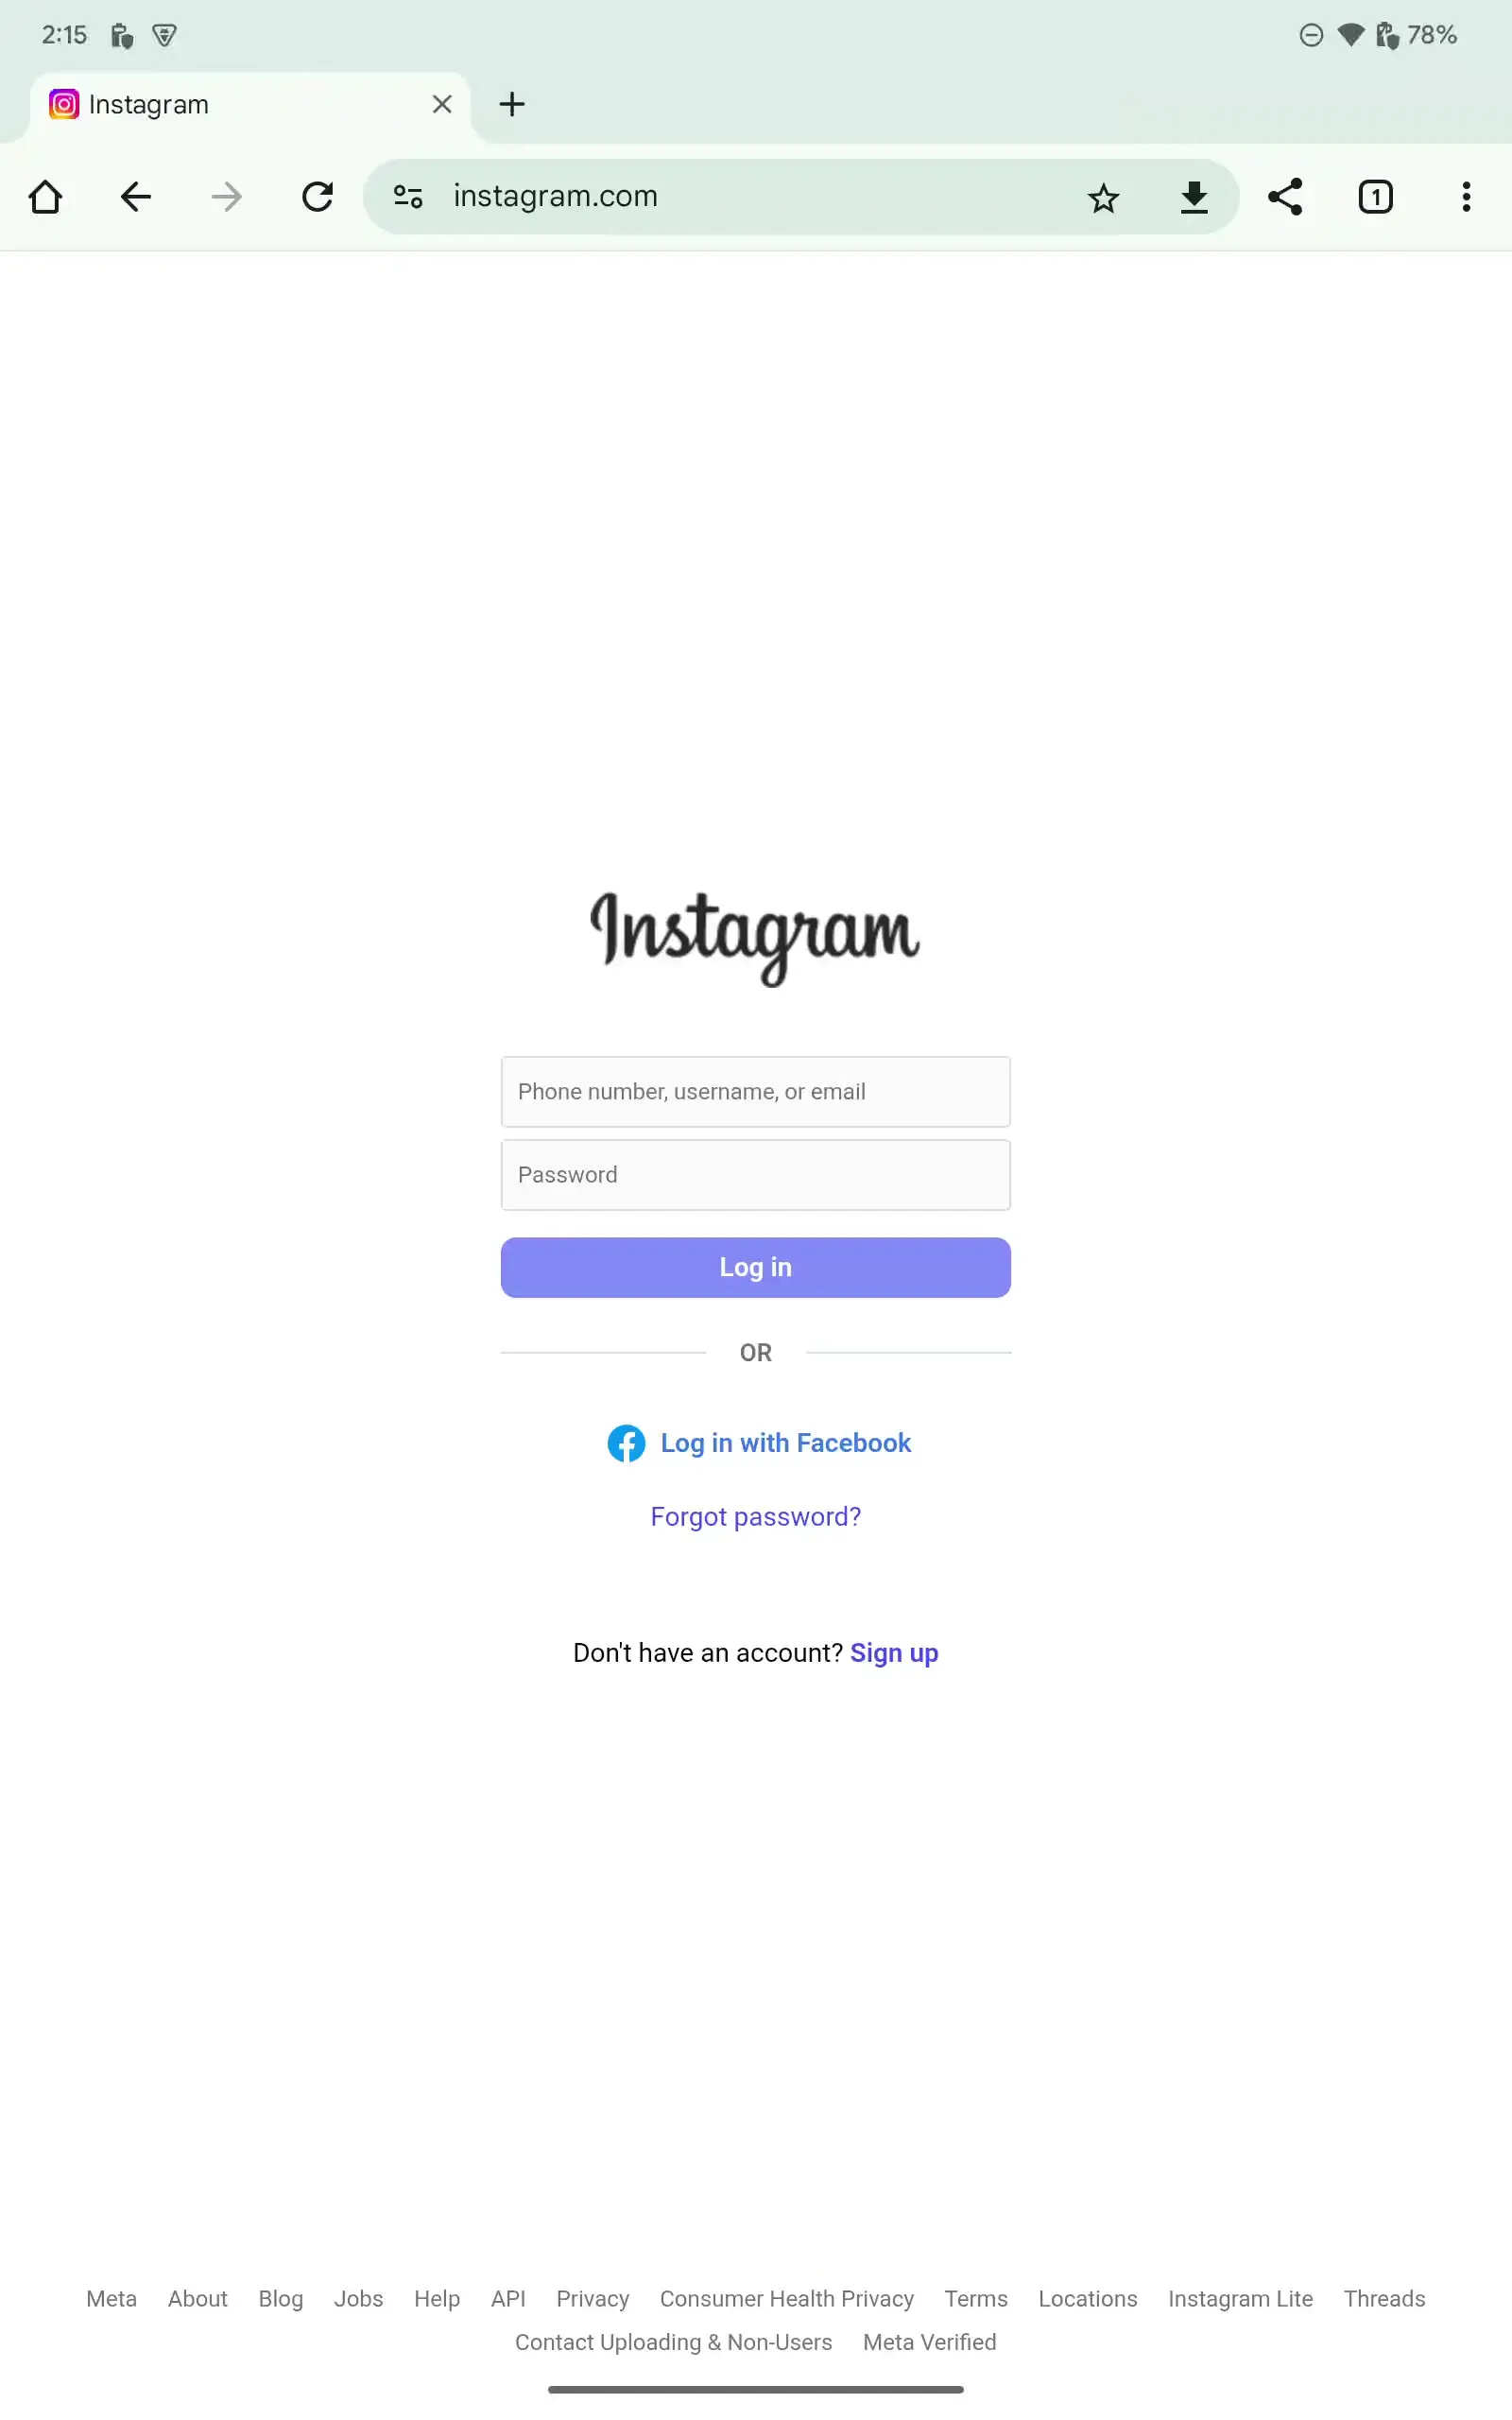 2:15 78%
Instagram
instagram.com 1
Instagram
Phone number, username, or email
Password
Log in
OR
Log in with Facebook
Forgot password?
Don't have an account? Sign up
Meta About Blog Jobs Help API Privacy Consumer Health Privacy Terms Locations Instagram Lite Threads
Contact Uploading & Non-Users Meta Verified